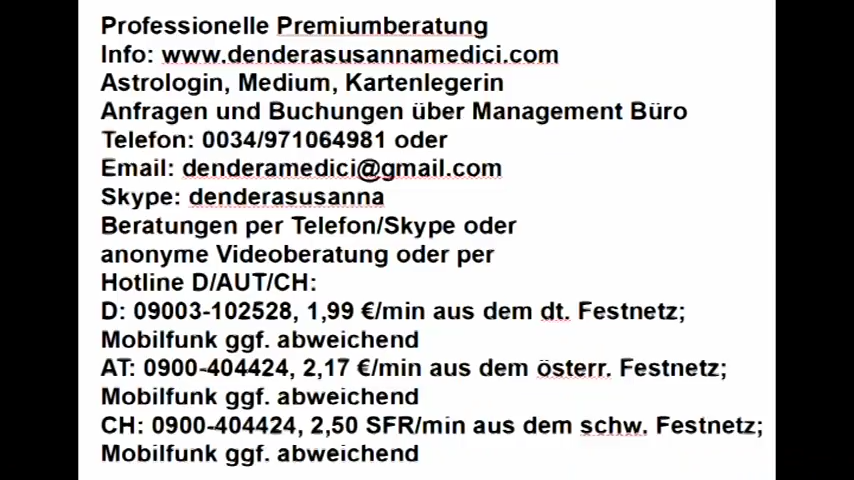 Professionelle Premiumberatung
Info: www.denderasusannamedici.com
Astrologin, Medium, Kartenlegerin
Anfragen und Buchungen über Management Büro
Telefon: 0034/971064981 oder
Email: denderamedici@gmail.com
Skype: denderasusanna
Beratungen per Telefon/Skype oder
anonyme Videoberatung oder per
Hotline D/AUT/CH:
D: 09003-102528, 1,99 €/min aus dem dt. Festnetz;
Mobilfunk ggf. abweichend
AT: 0900-404424, 2,17 €/min aus dem österr. Festnetz;
Mobilfunk ggf. abweichend
CH: 0900-404424, 2,50 SFR/min aus dem schw. Festnetz;
Mobilfunk ggf. abweichend